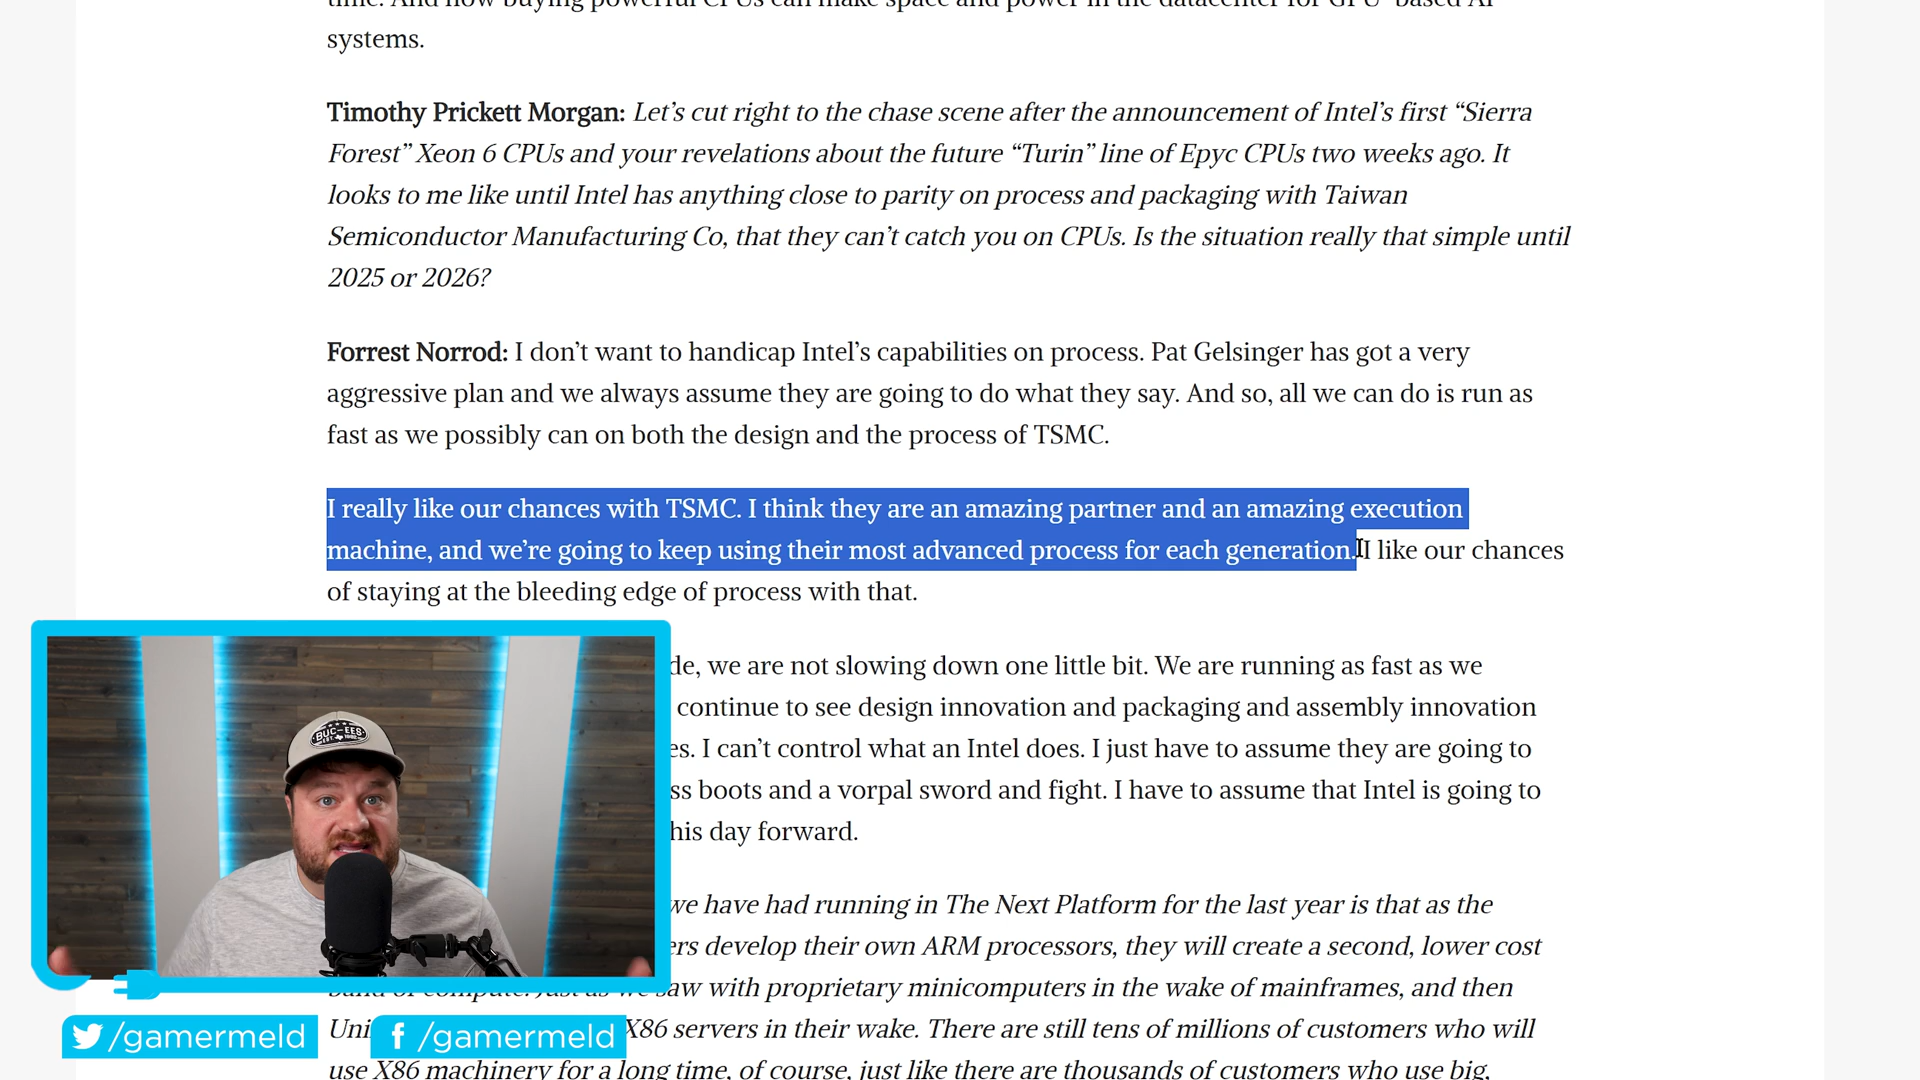 systems.
Timothy Prickett Morgan: Let’s cut right to the chase scene after the announcement of Intel’s first “Sierra
Forest” Xeon 6 CPUs and your revelations about the future “Turin” line of Epyc CPUs two weeks ago. It
looks to me like until Intel has anything close to parity on process and packaging with Taiwan
Semiconductor Manufacturing Co, that they can’t catch you on CPUs. Is the situation really that simple until
2025 or 2026?
Forrest Norrod: I don’t want to handicap Intel’s capabilities on process. Pat Gelsinger has got a very
aggressive plan and we always assume they are going to do what they say. And so, all we can do is run as
fast as we possibly can on both the design and the process of TSMC.
I really like our chances with TSMC. I think they are an amazing partner and an amazing execution
machine, and we’re going to keep using their most advanced process for each generation. I like our chances
of staying at the bleeding edge of process with that.
we are not slowing down one little bit. We are running as fast as we
continue to see design innovation and packaging and assembly innovation
I can’t control what an Intel does. I just have to assume they are going to
boots and a vorpal sword and fight. I have to assume that Intel is going to
this day forward.
BUC-EES
we have had running in The Next Platform for the last year is that as the
develop their own ARM processors, they will create a second, lower cost
saw with proprietary minicomputers in the wake of mainframes, and then
X86 servers in their wake. There are still tens of millions of customers who will
/gamermeld
/gamermeld
use X86 machinery for a long time, of course, just like there are thousands of customers who use big,